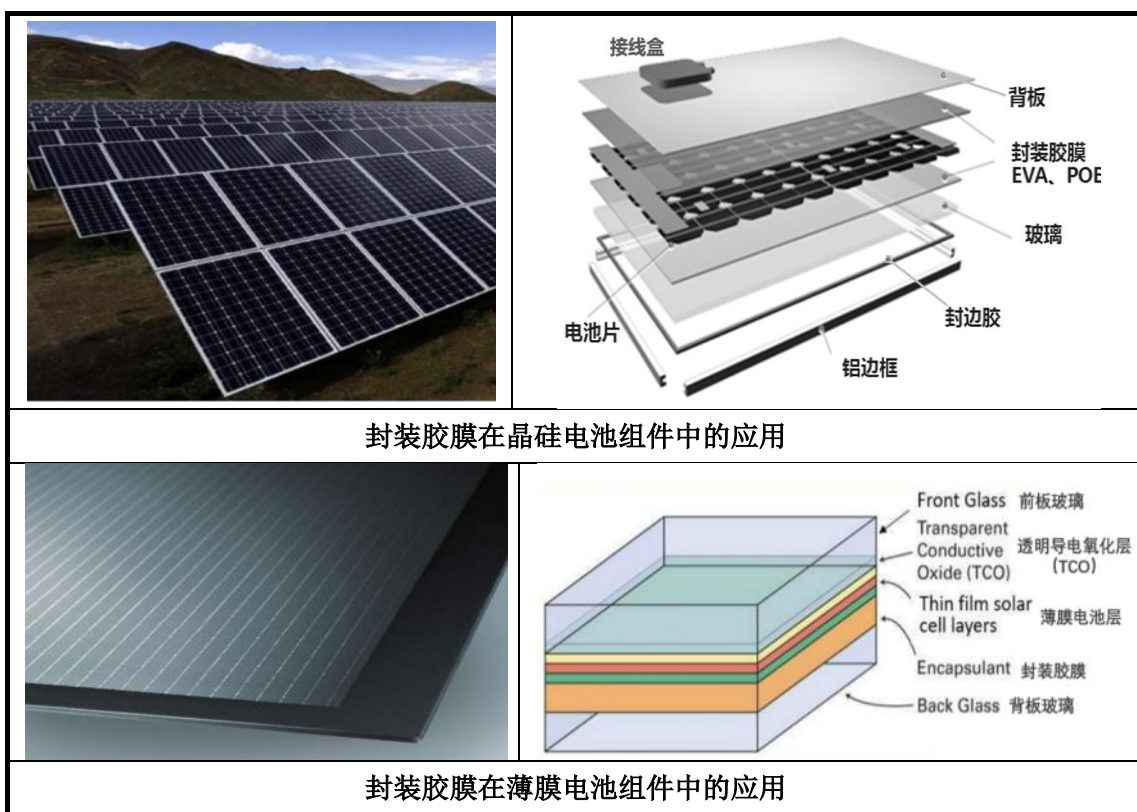 接线盒
背板
封装胶膜
EVA、POE
玻璃
封边胶
电池片
铝边框
封装胶膜在晶硅电池组件中的应用
Front Glass 前板玻璃
Transparent
Conductive 透明导电氧化层
Oxide (TCO) (TCO)
Thin film solar
cell layers 薄膜电池层
Encapsulant 封装胶膜
Back Glass 背板玻璃
封装胶膜在薄膜电池组件中的应用